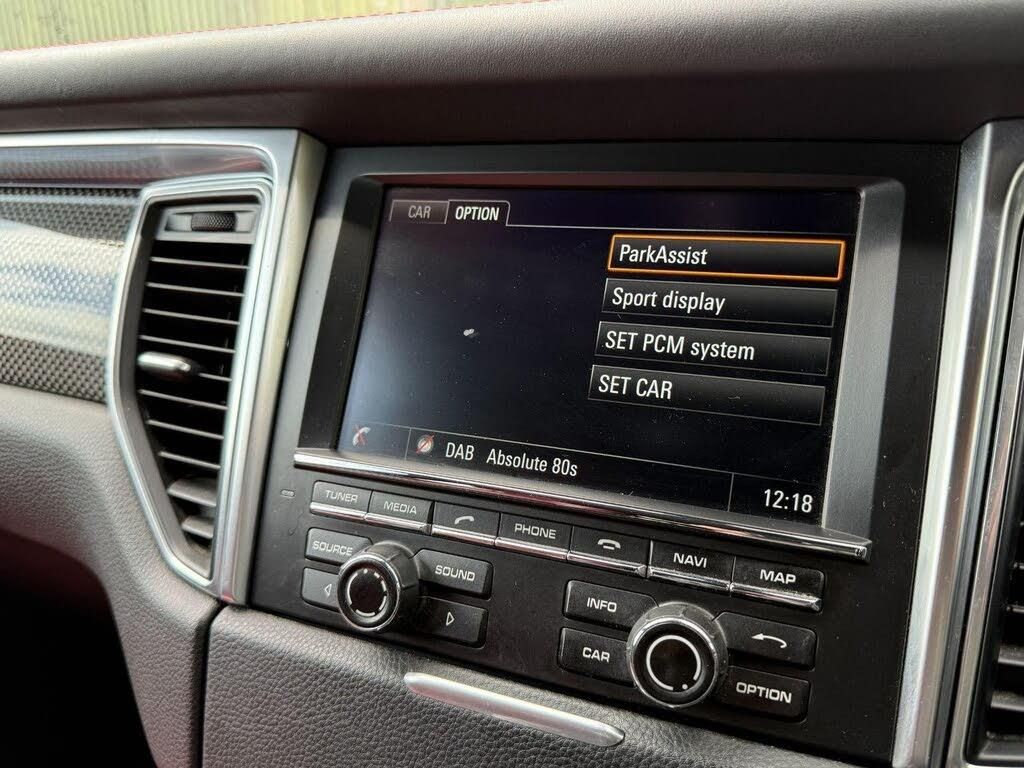 CAR OPTION
ParkAssist
Sport display
SET PCM system
SET CAR
DAB Absolute 80s
12:18
TUNER MEDIA PHONE NAVI MAP
SOURCE SOUND INFO
CAR OPTION